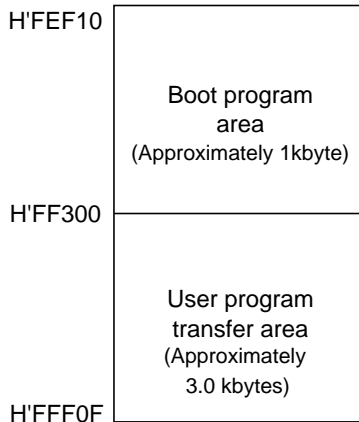 H'FEF10
Boot program
area
(Approximately 1kbyte)
H'FF300
User program
transfer area
(Approximately
3.0 kbytes)
H'FFF0F